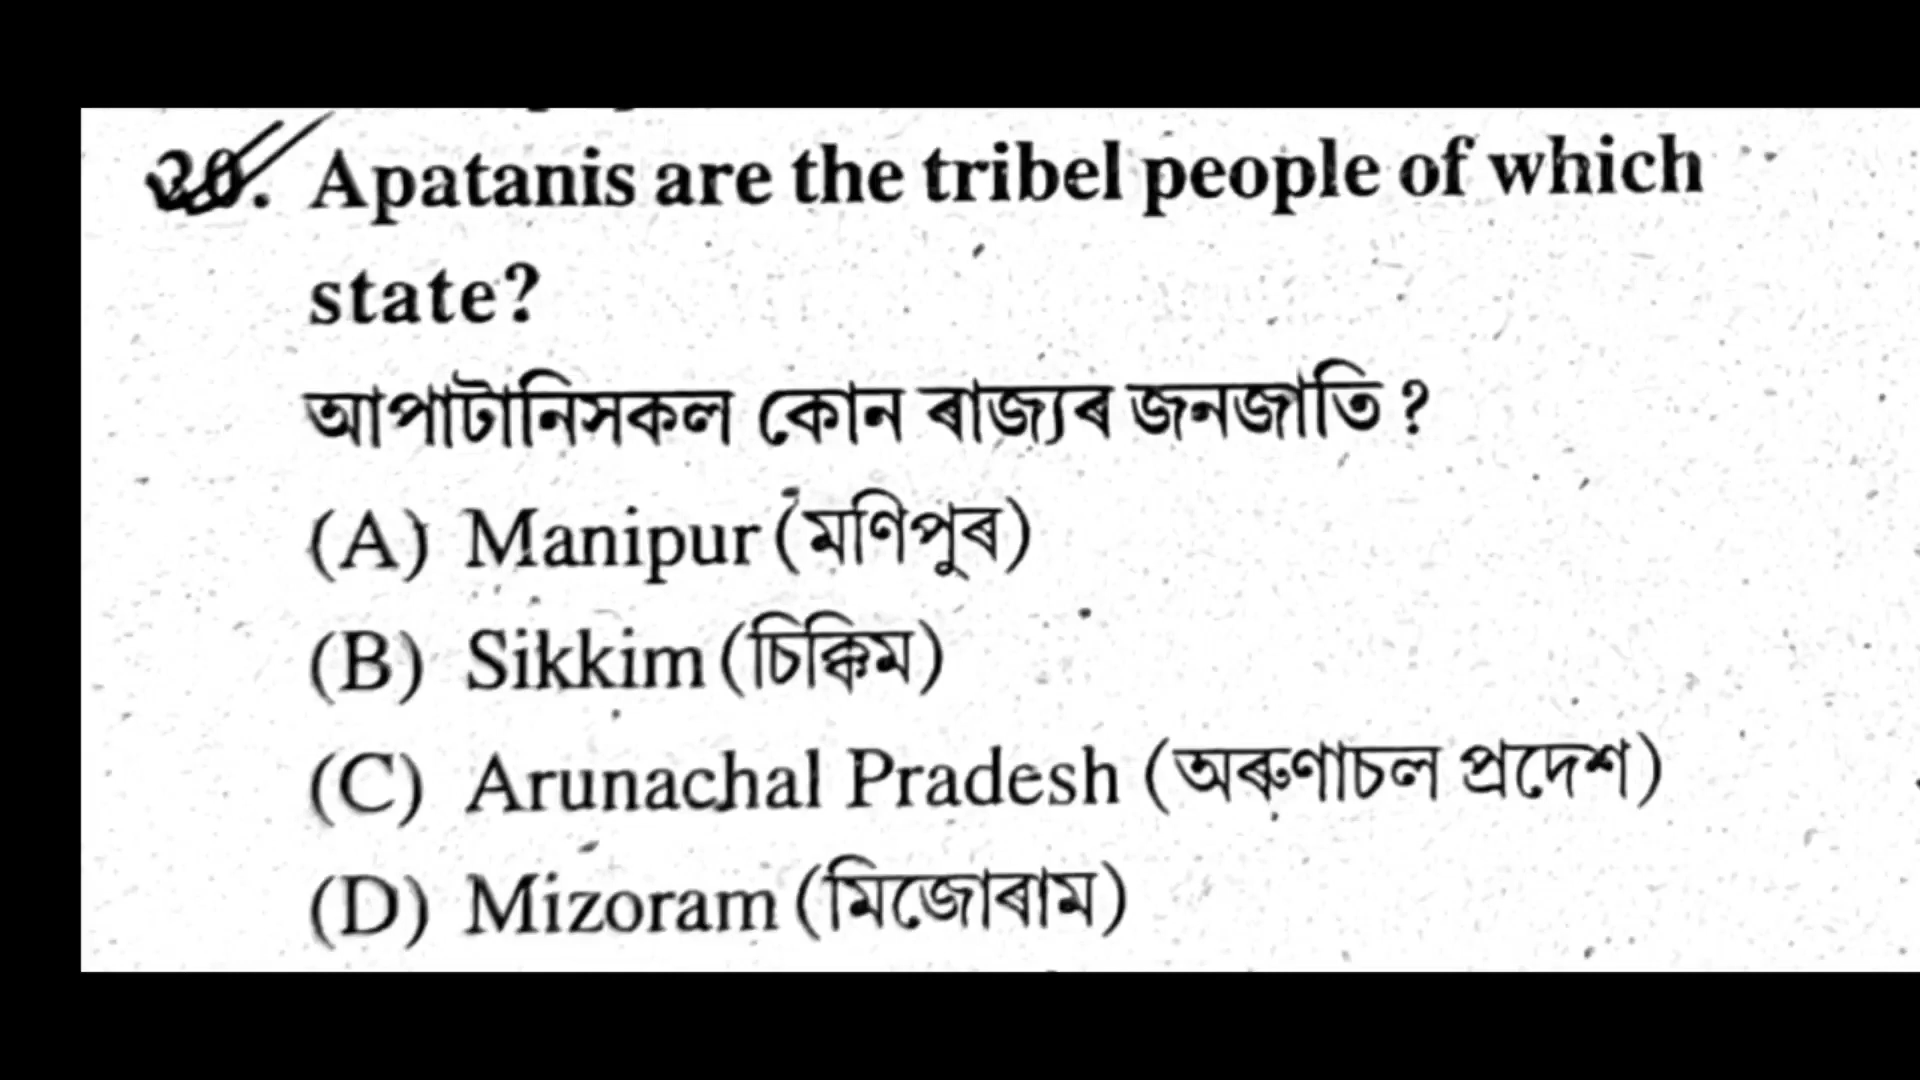 20. Apatanis are the tribel people of which
state?
আপাটানিসকল কোন ৰাজ্যৰ জনজাতি ?
(A) Manipur (মণিপুৰ)
(B) Sikkim (চিক্কিম)
(C) Arunachal Pradesh (অৰুণাচল প্ৰদেশ)
(D) Mizoram (মিজোৰাম)